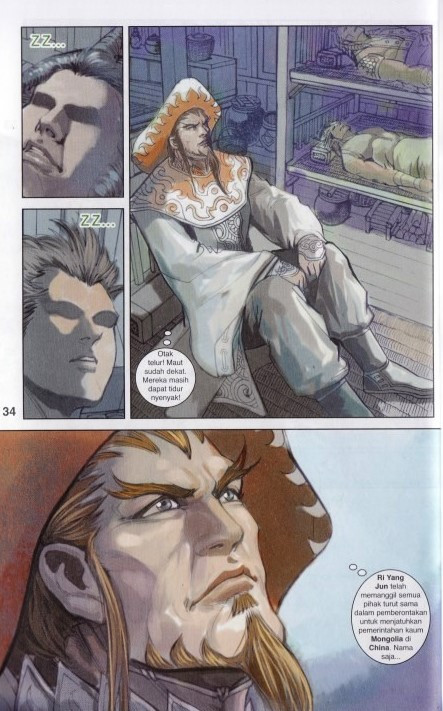 ZZ...
ZZ...
Otak
telur! Maut
sudah dekat.
Mereka masih
dapat tidur
nyenyak!
34
Ri Yang
Jun telah
memanggil semua
pihak turut sama
dalam pemberontakan
untuk menjatuhkan
pemerintahan kaum
Mongolia di
China. Nama
saja...